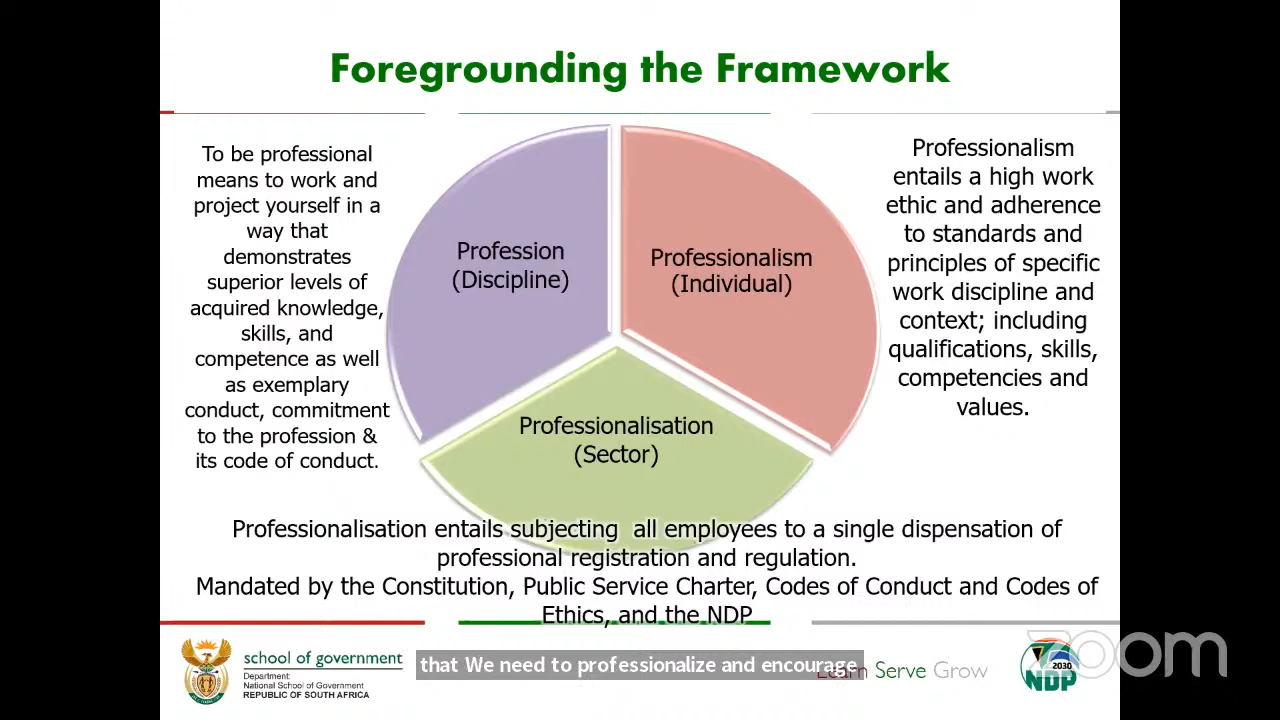 Foregrounding the Framework
To be professional
means to work and
project yourself in a
way that
demonstrates
superior levels of
acquired knowledge,
skills, and
competence as well
as exemplary
conduct, commitment
to the profession &
its code of conduct.
Profession
(Discipline)
Professionalism
(Individual)
Professionalisation
(Sector)
Professionalism
entails a high work
ethic and adherence
to standards and
principles of specific
work discipline and
context; including
qualifications, skills,
competencies and
values.
Professionalisation entails subjecting  all employees to a single dispensation of
professional registration and regulation.
Mandated by the Constitution, Public Service Charter, Codes of Conduct and Codes of
Ethics, and the NDP
school of government
Department:
National School of Government
REPUBLIC OF SOUTH AFRICA
that We need to professionalize and encourage
Learn Serve Grow
2030
NDP
zoom